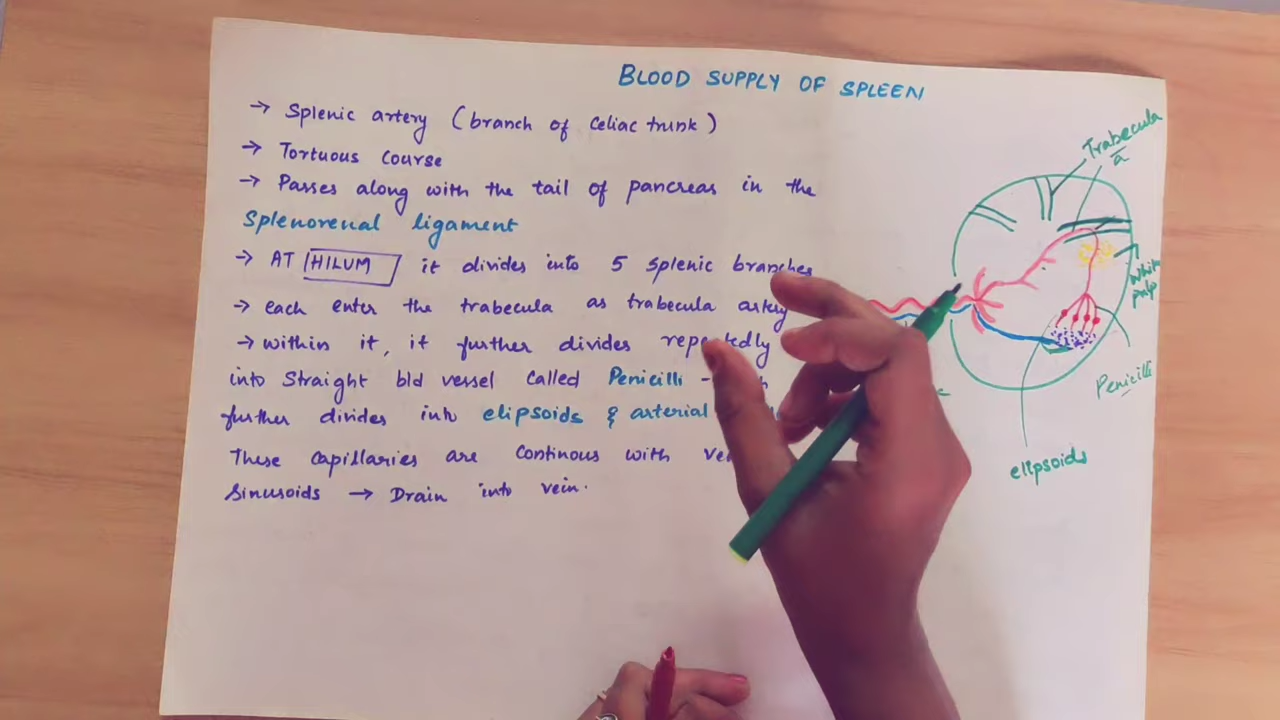 BLOOD SUPPLY OF SPLEEN
→ Splenic artery (branch of Celiac trunk)
→ Tortuous Course
→ Passes along with the tail of pancreas in the
Splenorenal ligament
→ AT HILUM it divides into 5 Splenic branches
→ each enter the trabecula as trabecula artery
→ within it, it further divides repeatedly
into Straight bld vessel Called Penicilli -
further divides into elipsoids & arterial
These Capillaries are Continous with
Sinusoids → Drain into vein.
Trabecula
a
White
pulp
Penicilli
elipsoids